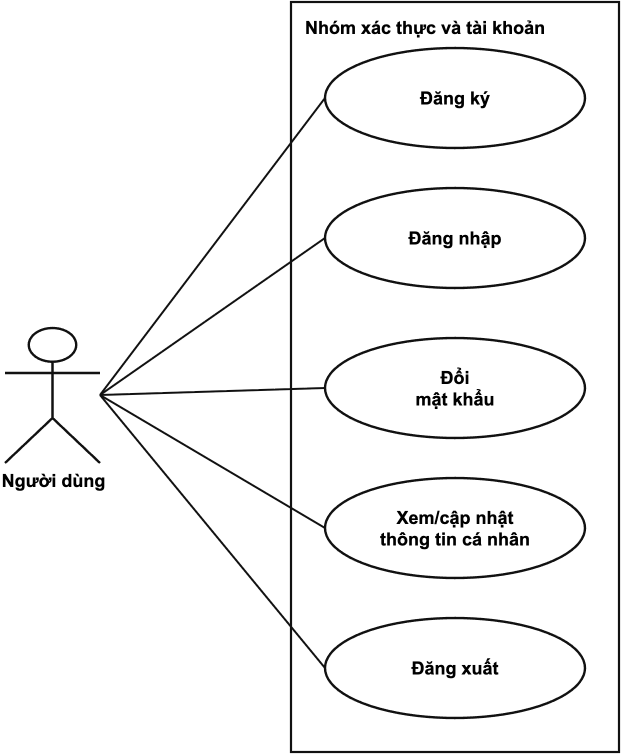 Nhóm xác thực và tài khoản
Đăng ký
Đăng nhập
Đổi
mật khẩu
Xem/cập nhật
thông tin cá nhân
Đăng xuất
Người dùng